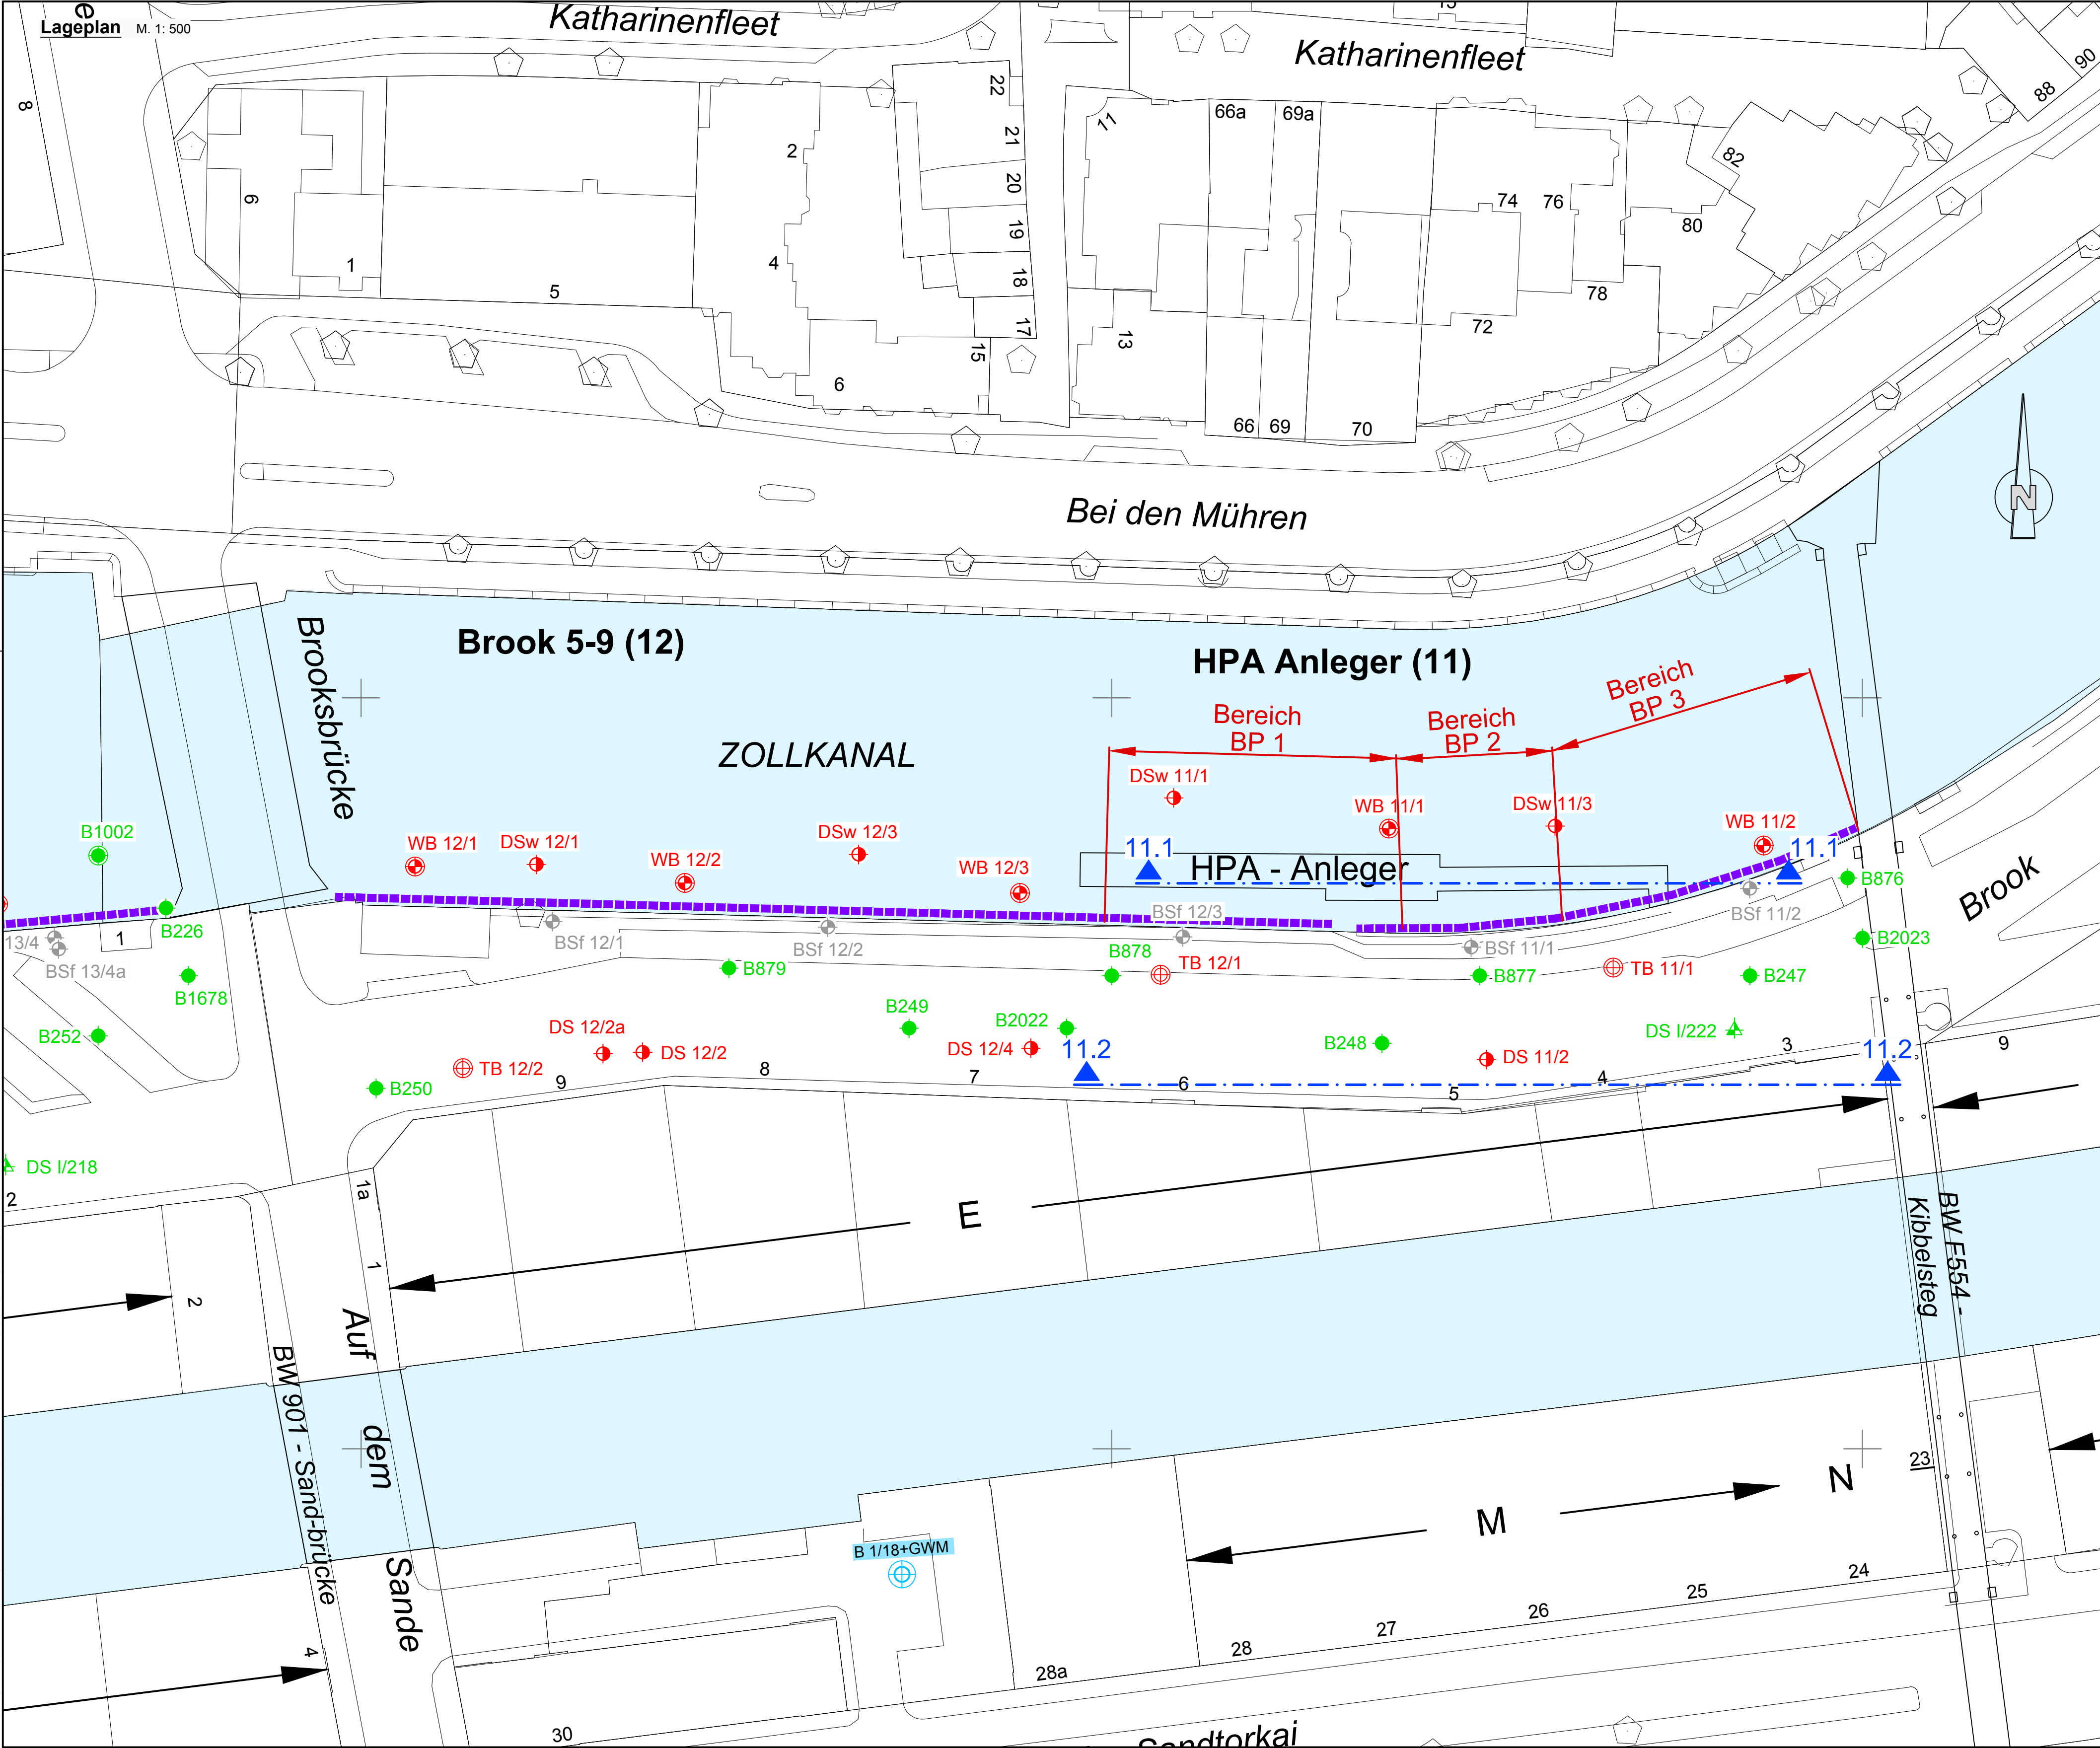 Lageplan M. 1: 500
Katharinenfleet
Katharinenfleet
8
6
1
5
2
4
6
22
21
20
19
18
17
15
11
13
66a
69a
66
69
70
72
74
76
78
80
82
88
90
Bei den Mühren
N
Brooksbrücke
Brook 5-9 (12)
HPA Anleger (11)
ZOLLKANAL
Bereich
BP 1
Bereich
BP 2
Bereich
BP 3
DSw 11/1
WB 11/1
DSw 11/3
WB 11/2
B1002
WB 12/1
DSw 12/1
WB 12/2
DSw 12/3
WB 12/3
11.1
HPA - Anleger
11.1
B876
Brook
B226
13/4
1
BSf 13/4a
BSf 12/1
BSf 12/2
BSf 12/3
BSf 11/1
BSf 11/2
B2023
B1678
B879
B878
TB 12/1
B877
TB 11/1
B247
B252
B249
B2022
B248
DS I/222
DS 12/2a
DS 12/2
DS 12/4
11.2
DS 11/2
11.2
TB 12/2
B250
9
8
7
6
5
4
3
9
DS I/218
2
1a
1
2
E
BW F554 -
Kibbelsteg
Auf dem Sande
BW 901 - Sand-brücke
4
B 1/18+GWM
M
N
23
24
25
26
27
28
28a
30
Sandtorkai